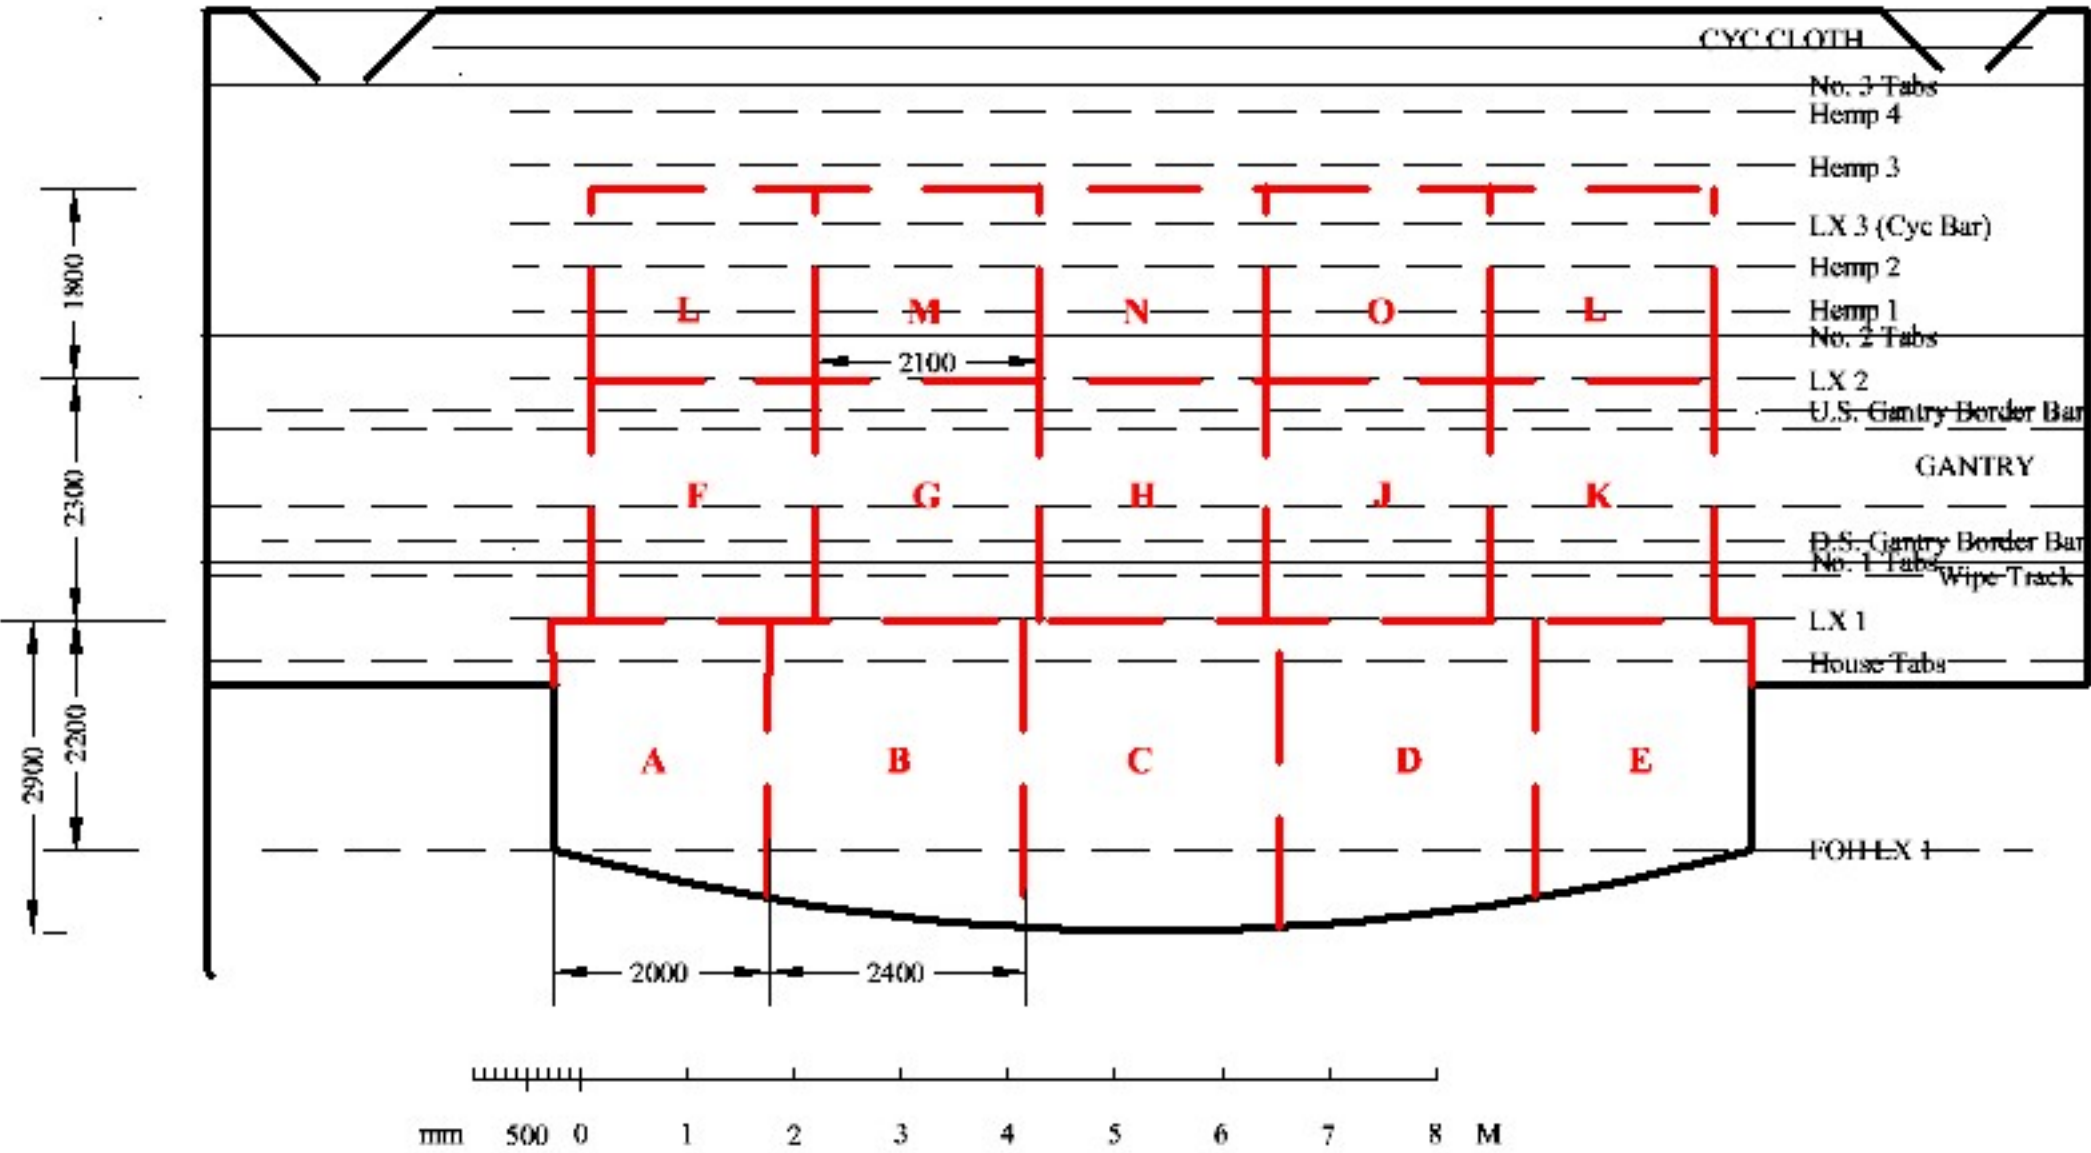 CYC CLOTH
No. 3 Tabs
Hemp 4
Hemp 3
LX 3 (Cyc Bar)
1800
Hemp 2
L M N O L
Hemp 1
No. 2 Tabs
2100
LX 2
U.S. Gantry Border Bar
GANTRY
2300
F G H J K
D.S. Gantry Border Bar
No. 1 Tabs
Wipe Track
LX 1
House Tabs
2200
2900
A B C D E
FOH LX 1
2000
2400
mm 500 0 1 2 3 4 5 6 7 8 M